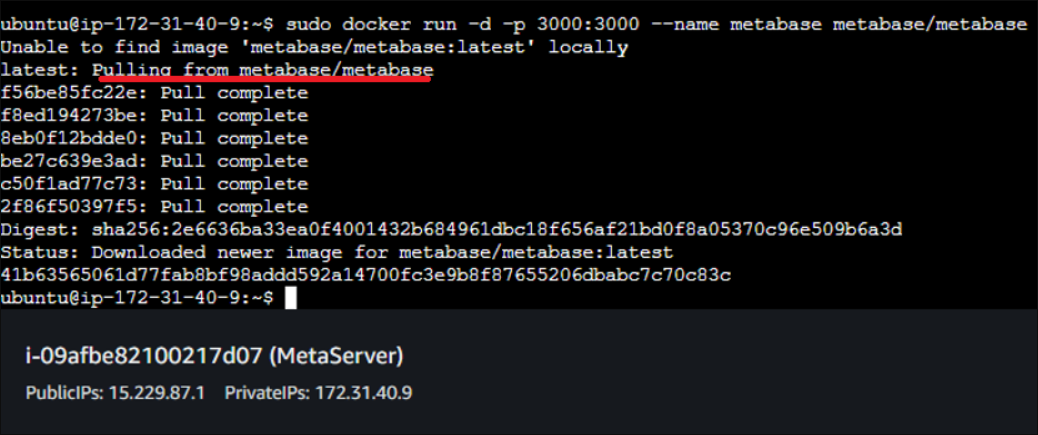 ubuntu@ip-172-31-40-9:~$ sudo docker run -d -p 3000:3000 --name metabase metabase/metabase
Unable to find image 'metabase/metabase:latest' locally
latest: Pulling from metabase/metabase
f56be85fc22e: Pull complete
f8ed194273be: Pull complete
8eb0f12bdde0: Pull complete
be27c639e3ad: Pull complete
c50f1ad77c73: Pull complete
2f86f50397f5: Pull complete
Digest: sha256:2e6636ba33ea0f4001432b684961dbc18f656af21bd0f8a05370c96e509b6a3d
Status: Downloaded newer image for metabase/metabase:latest
41b63565061d77fab8bf98addd592a14700fc3e9b8f87655206dbabc7c70c83c
ubuntu@ip-172-31-40-9:~$
i-09afbe82100217d07 (MetaServer)
PublicIPs: 15.229.87.1 PrivateIPs: 172.31.40.9